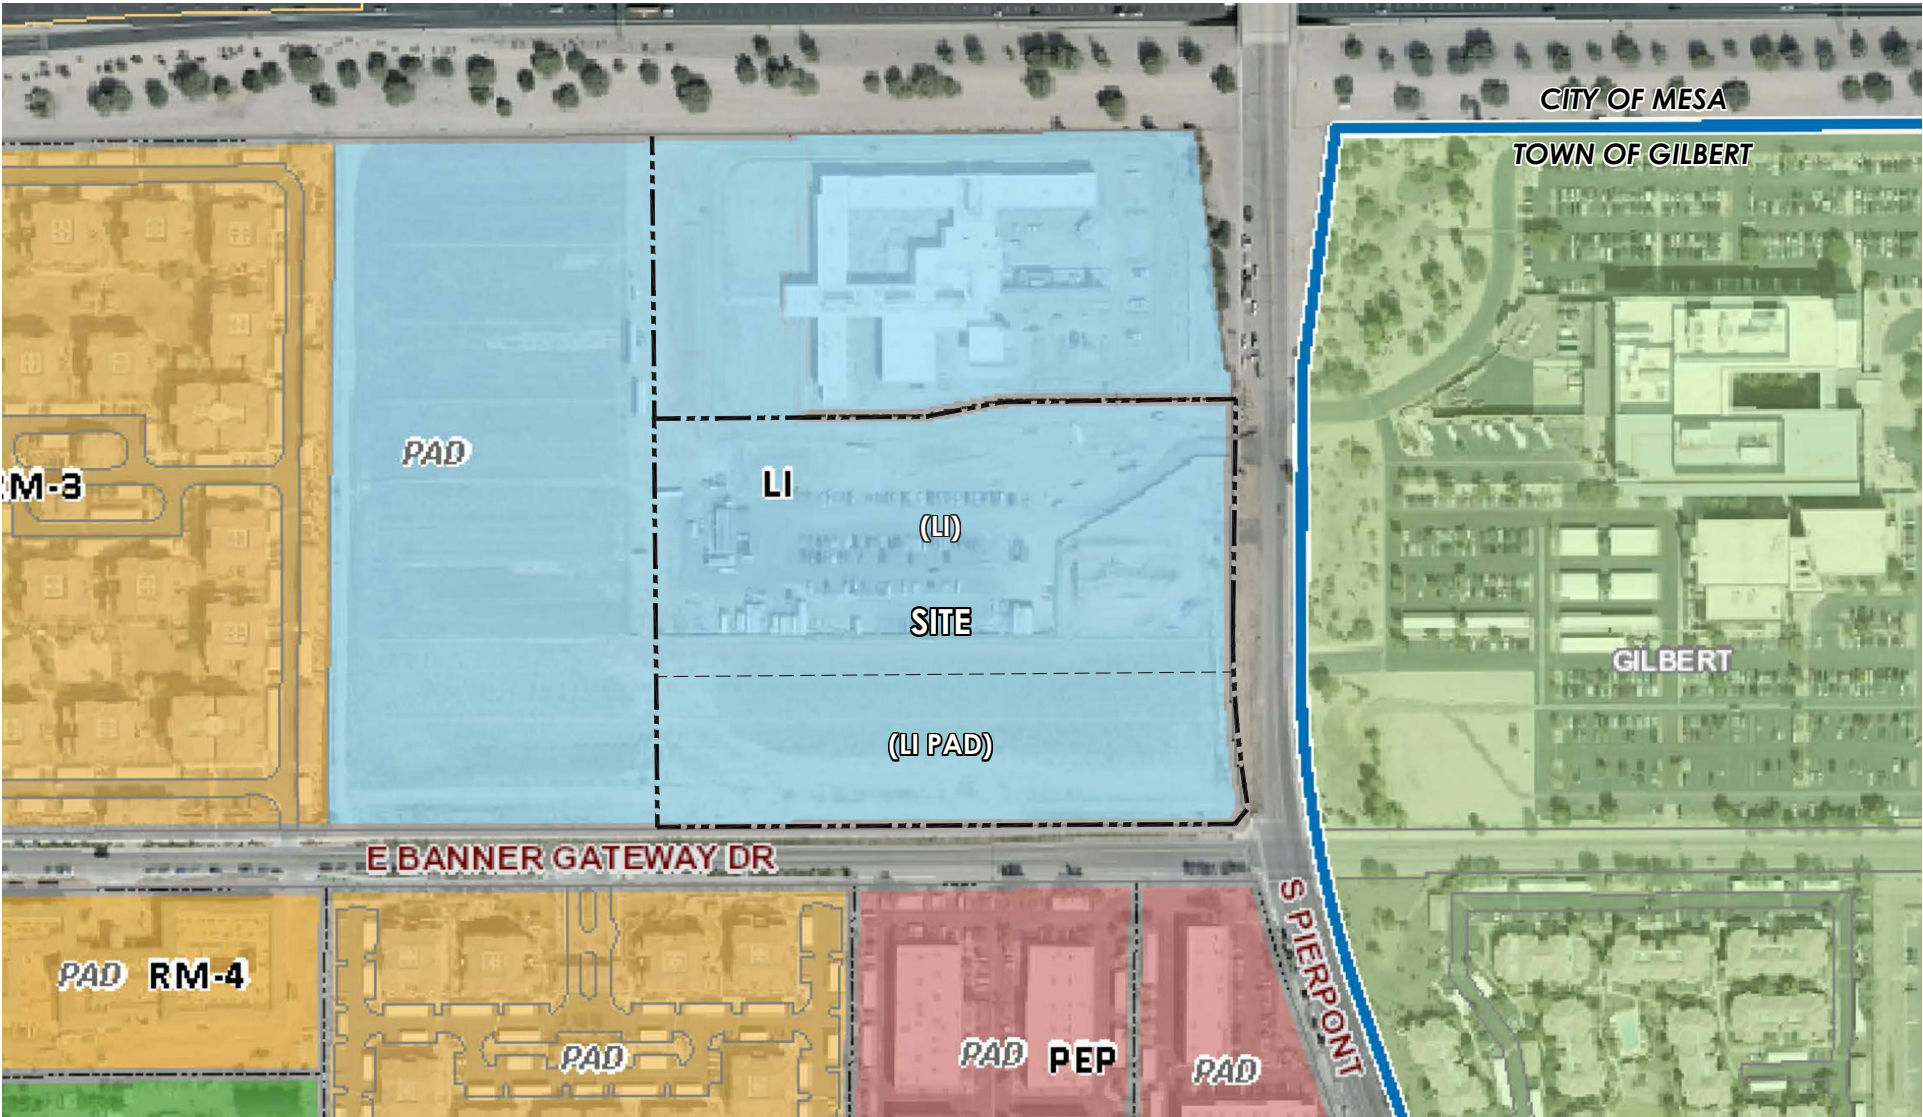 CITY OF MESA
TOWN OF GILBERT
PAD
RM-3
LI
(LI)
SITE
GILBERT
(LI PAD)
E BANNER GATEWAY DR
S PIERPONT
PAD RM-4
PAD
PAD PEP
PAD